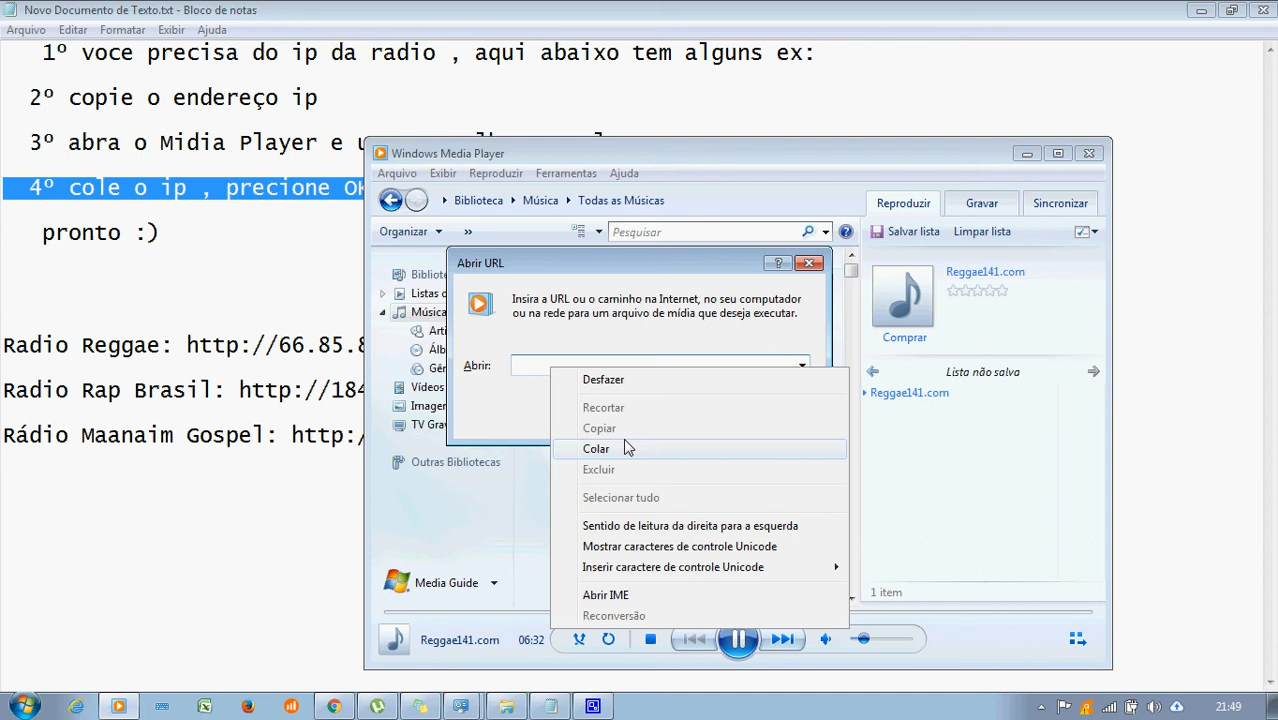 Novo Documento de Texto.txt - Bloco de notas
Arquivo Editar Formatar Exibir Ajuda
1º voce precisa do ip da radio , aqui abaixo tem alguns ex:
2º copie o endereço ip
3º abra o Midia Player e
4º cole o ip , precione OK
pronto :)
Radio Reggae: http://66.85.8
Radio Rap Brasil: http://184
Rádio Maanaim Gospel: http:/
Windows Media Player
Arquivo Exibir Reproduzir Ferramentas Ajuda
Biblioteca Música Todas as Músicas
Organizar » Pesquisar
Bibliote
Listas o
Música
Arti
Álb
Gên
Vídeos
Imagen
TV Grav
Outras Bibliotecas
Media Guide
Abrir URL
Insira a URL ou o caminho na Internet, no seu computador
ou na rede para um arquivo de mídia que deseja executar.
Abrir:
Desfazer
Recortar
Copiar
Colar
Excluir
Selecionar tudo
Sentido de leitura da direita para a esquerda
Mostrar caracteres de controle Unicode
Inserir caractere de controle Unicode
Abrir IME
Reconversão
Reproduzir Gravar Sincronizar
Salvar lista Limpar lista
Reggae141.com
Comprar
Lista não salva
Reggae141.com
1 item
Reggae141.com 06:32
21:49